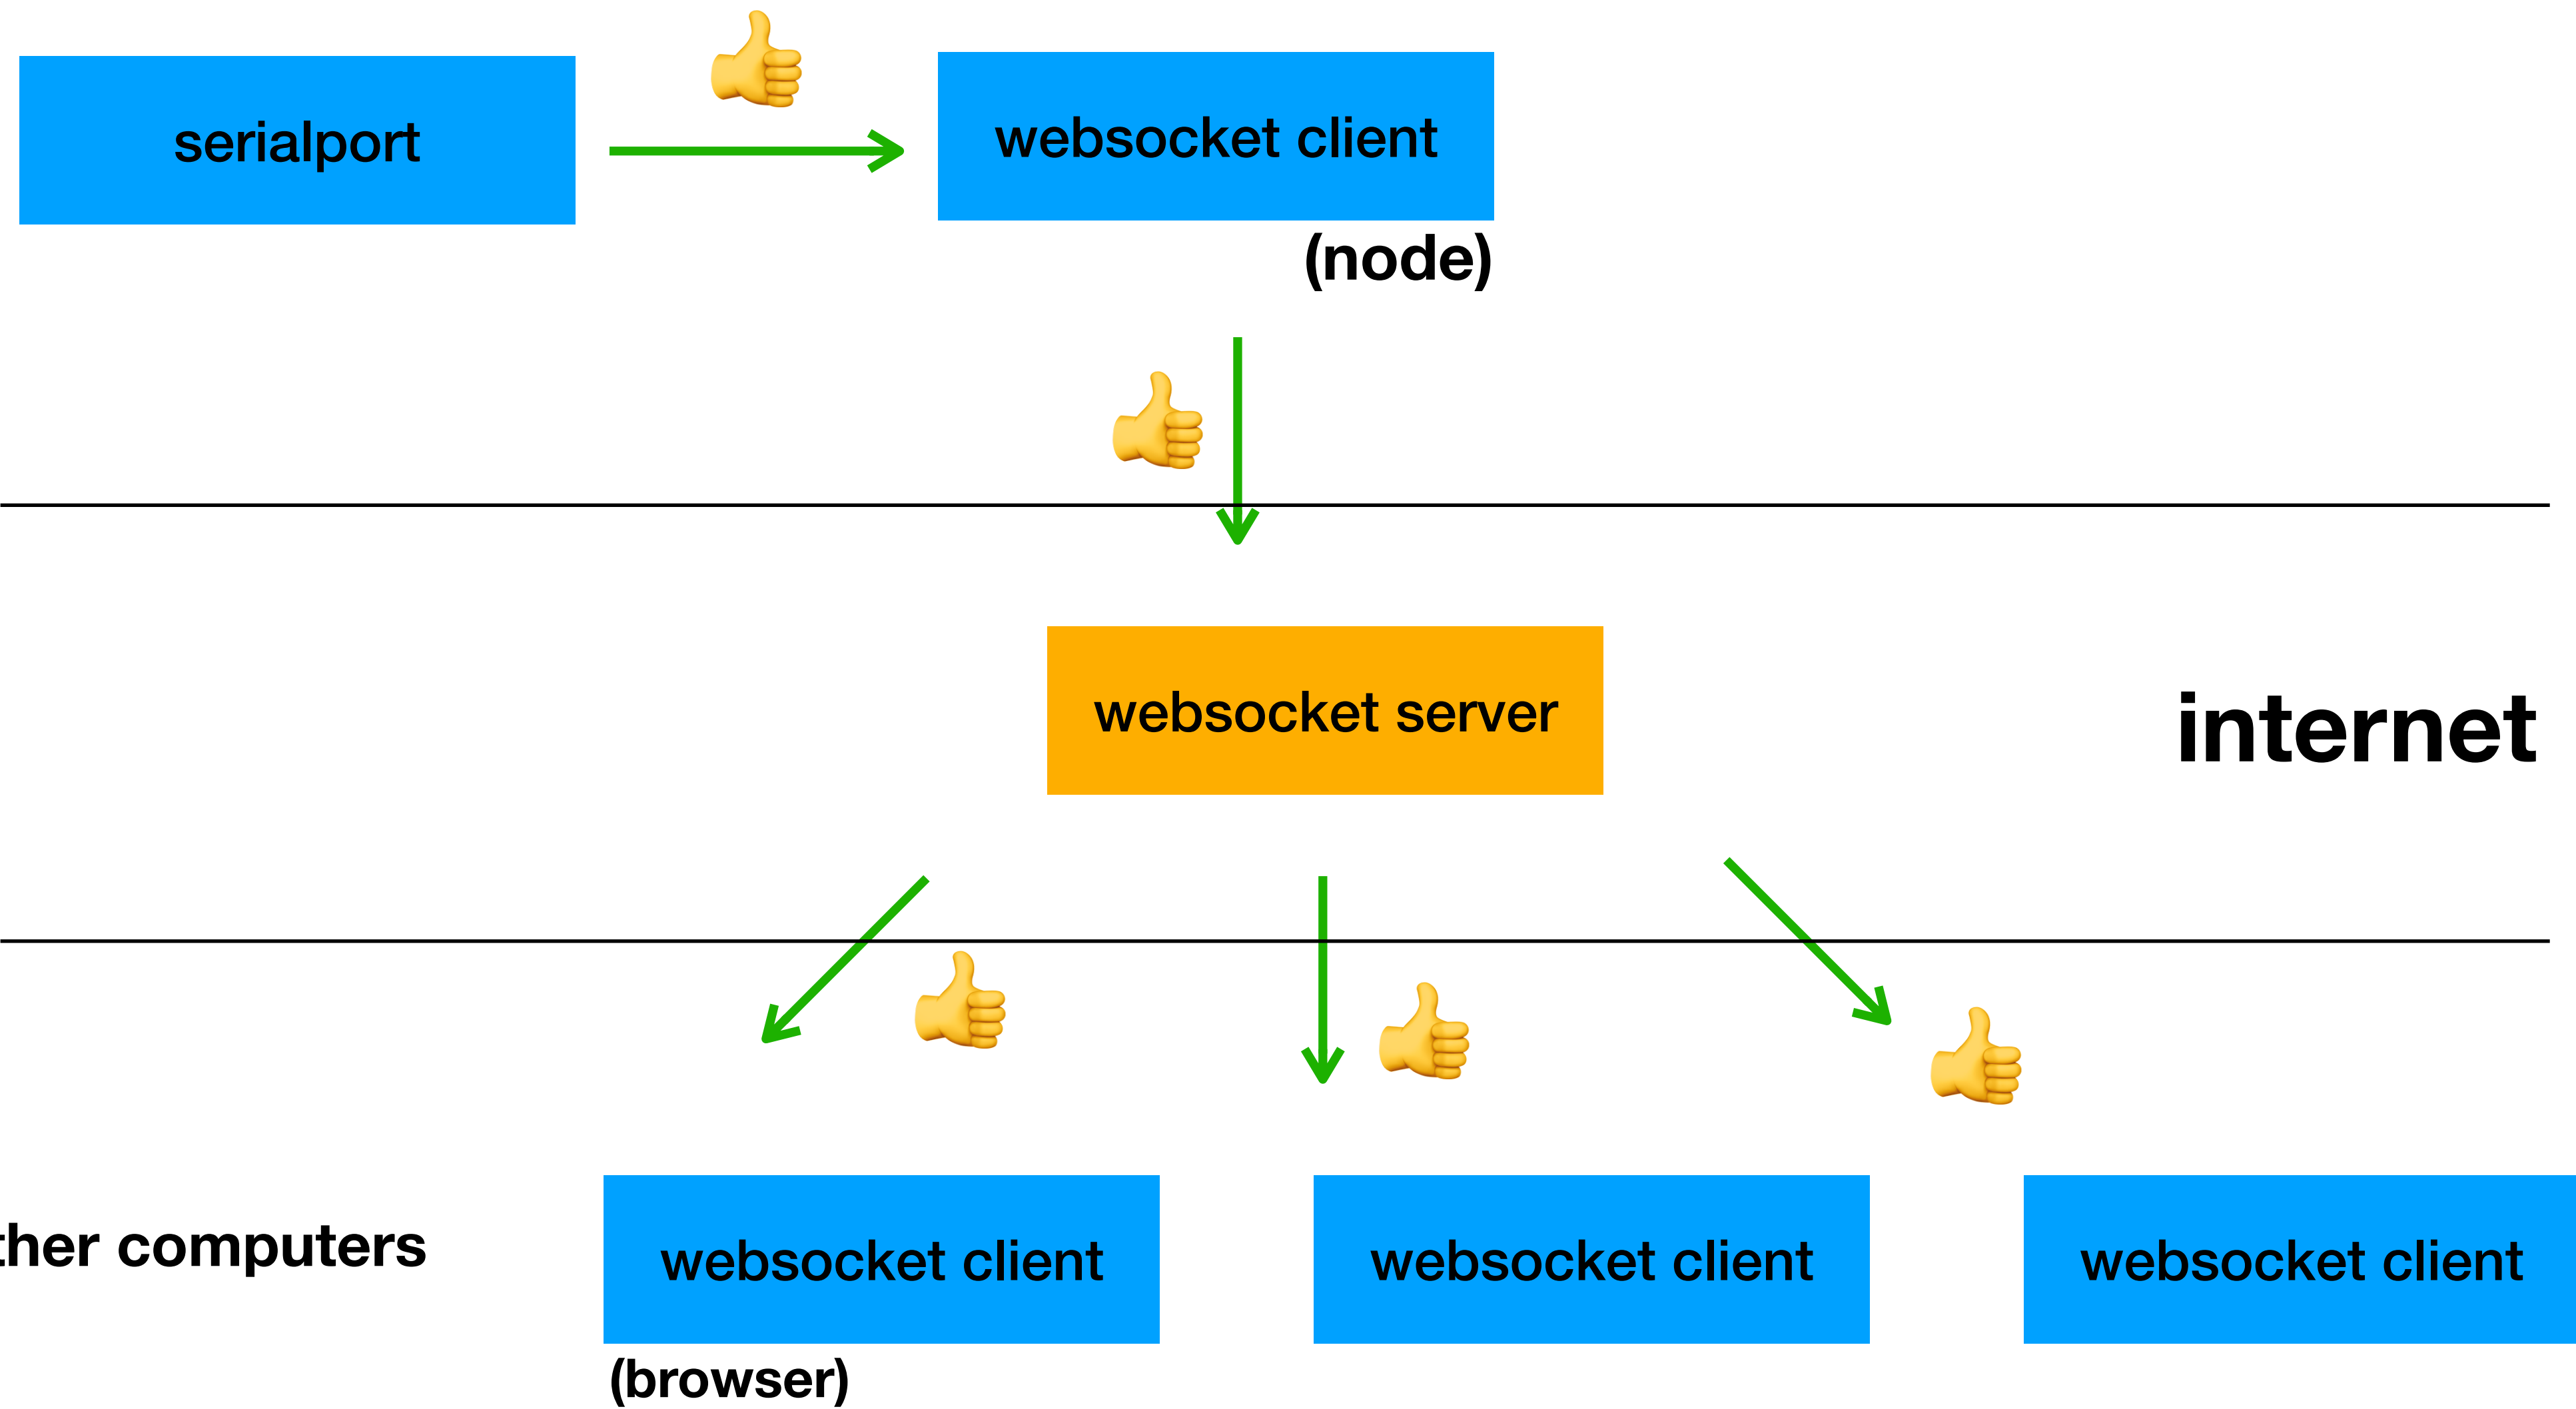 serialport
websocket client
(node)
websocket server
internet
ther computers
websocket client
websocket client
websocket client
(browser)